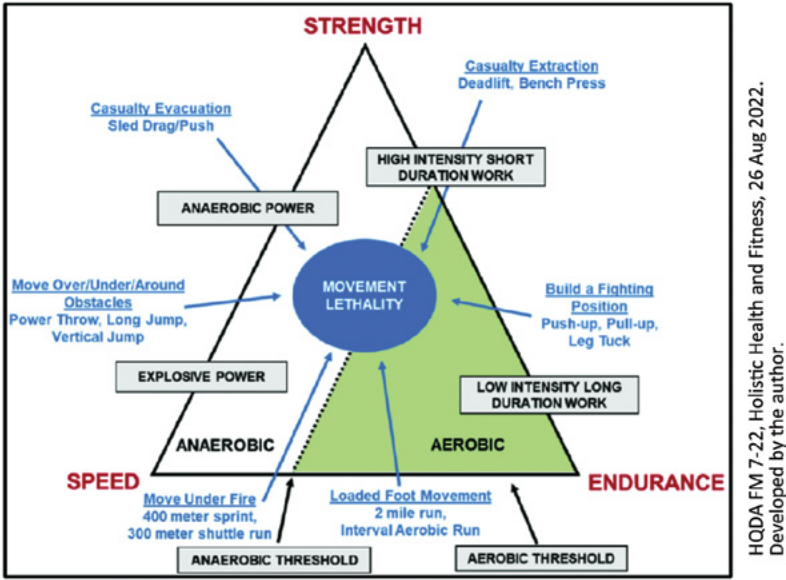 STRENGTH
Casualty Extraction
Deadlift, Bench Press
Casualty Evacuation
Sled Drag/Push
HIGH INTENSITY SHORT
DURATION WORK
ANAEROBIC POWER
MOVEMENT
LETHALITY
Move Over/Under/Around
Obstacles
Power Throw, Long Jump,
Vertical Jump
Build a Fighting
Position
Push-up, Pull-up,
Leg Tuck
EXPLOSIVE POWER
LOW INTENSITY LONG
DURATION WORK
ANAEROBIC
AEROBIC
SPEED
ENDURANCE
Move Under Fire
400 meter sprint,
300 meter shuttle run
Loaded Foot Movement
2 mile run,
Interval Aerobic Run
ANAEROBIC THRESHOLD
AEROBIC THRESHOLD
HQDA FM 7-22, Holistic Health and Fitness, 26 Aug 2022.
Developed by the author.